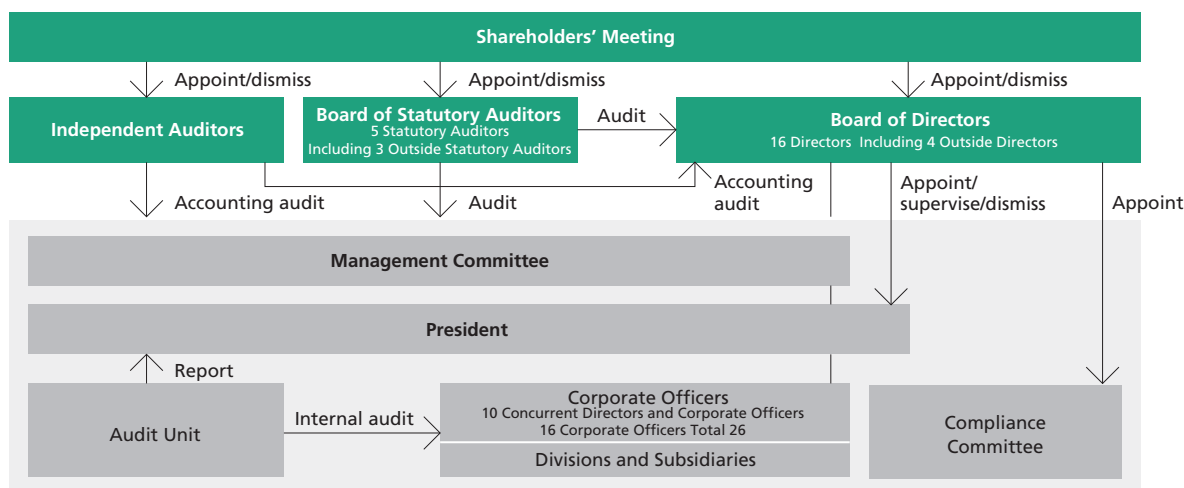 Shareholders’ Meeting
Appoint/dismiss
Appoint/dismiss
Appoint/dismiss
Independent Auditors
Board of Statutory Auditors
5 Statutory Auditors
Including 3 Outside Statutory Auditors
Audit
Board of Directors
16 Directors Including 4 Outside Directors
Accounting audit
Audit
Accounting
audit
Appoint/
supervise/dismiss
Appoint
Management Committee
President
Report
Audit Unit
Internal audit
Corporate Officers
10 Concurrent Directors and Corporate Officers
16 Corporate Officers Total 26
Divisions and Subsidiaries
Compliance
Committee